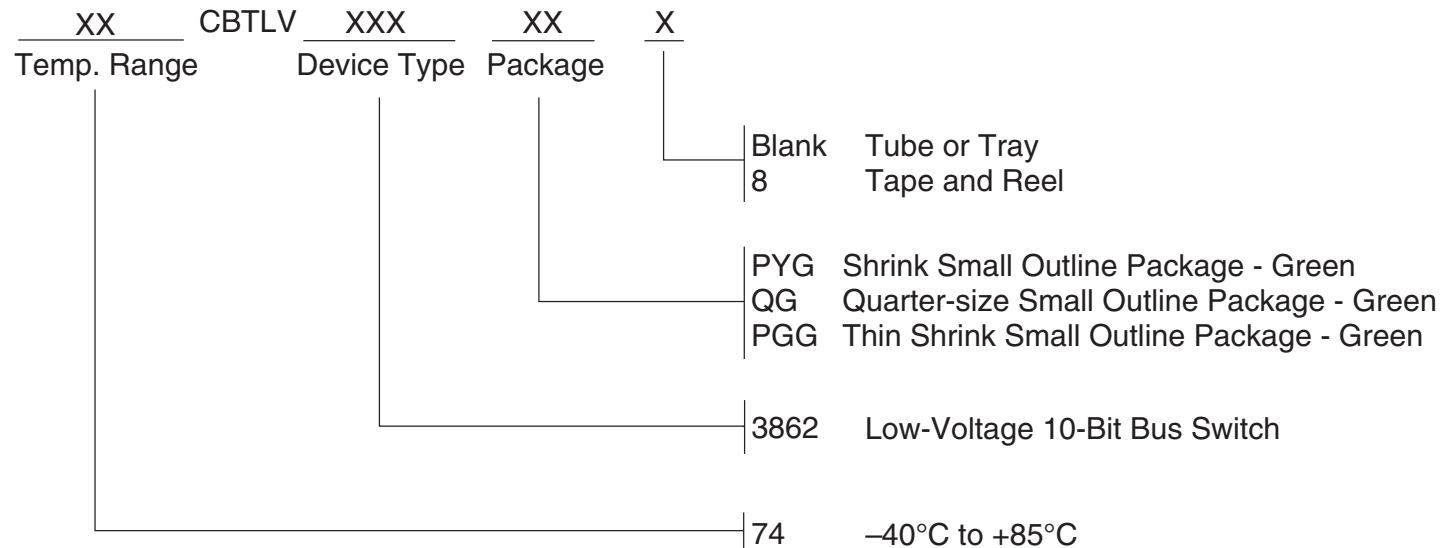 XX CBTLV XXX XX X
Temp. Range Device Type Package
Blank Tube or Tray
8 Tape and Reel
PYG Shrink Small Outline Package - Green
QG Quarter-size Small Outline Package - Green
PGG Thin Shrink Small Outline Package - Green
3862 Low-Voltage 10-Bit Bus Switch
74 –40°C to +85°C